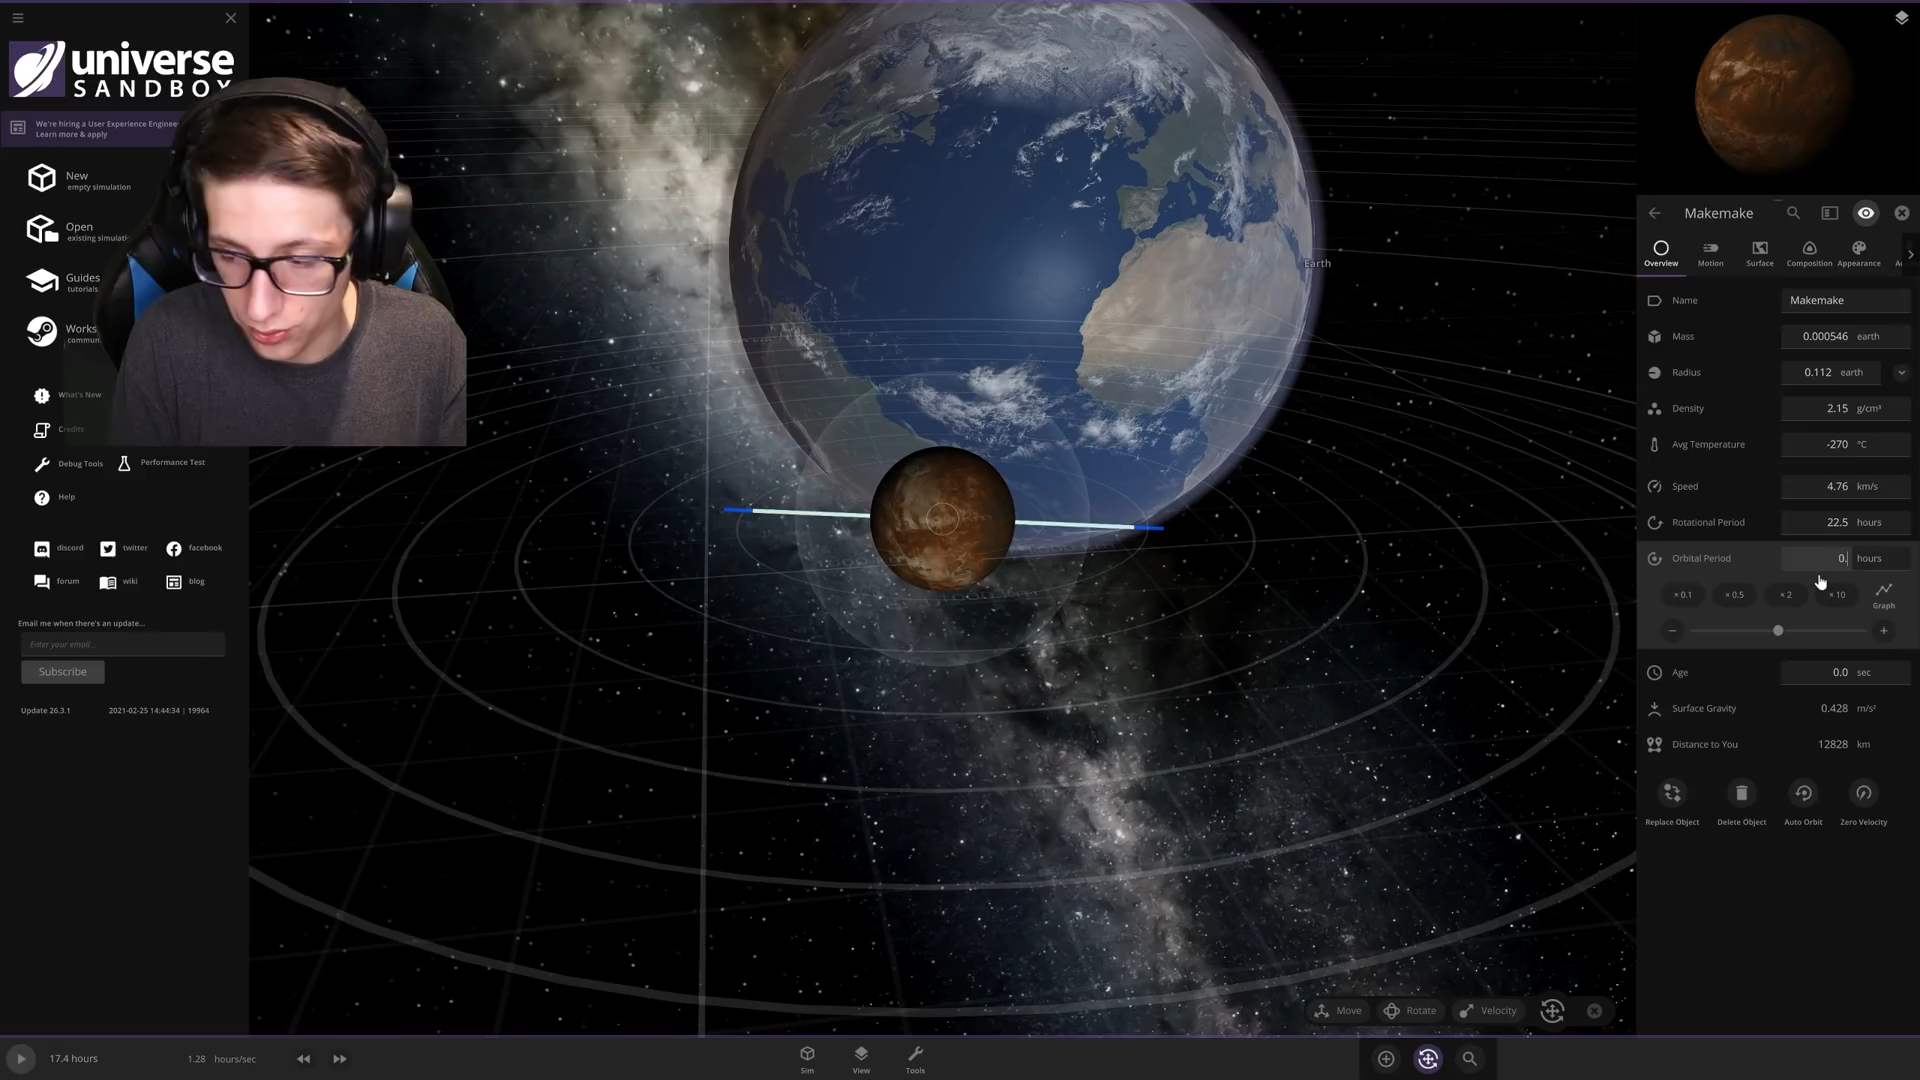 universe
SANDBOX
We're hiring a User Experience Enginee
Learn more & apply
New
empty simulation
Open
existing simulati
Guides
tutorials
Works
commun
What's New
Credits
Debug Tools
Performance Test
Help
discord
twitter
facebook
forum
wiki
blog
Email me when there's an update...
Enter your email...
Subscribe
Update 26.3.1
2021-02-25 14:44:34 | 19964
Earth
Makemake
Overview
Motion
Surface
Composition
Appearance
Name
Makemake
Mass
0.000546 earth
Radius
0.112 earth
Density
2.15 g/cm³
Avg Temperature
-270 °C
Speed
4.76 km/s
Rotational Period
22.5 hours
Orbital Period
0. hours
× 0.1
× 0.5
× 2
× 10
Graph
Age
0.0 sec
Surface Gravity
0.428 m/s²
Distance to You
12828 km
Replace Object
Delete Object
Auto Orbit
Zero Velocity
Move
Rotate
Velocity
17.4 hours
1.28 hours/sec
Sim
View
Tools